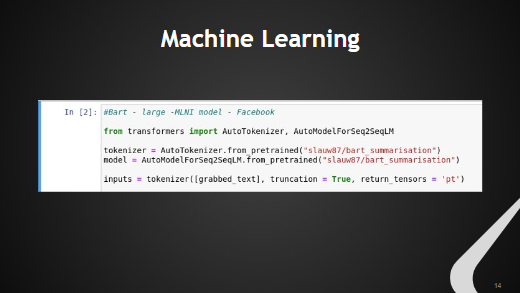 Machine Learning
In [2]: #Bart - large -MLNI model - Facebook
from transformers import AutoTokenizer, AutoModelForSeq2SeqLM
tokenizer = AutoTokenizer.from_pretrained("slauw87/bart_summarisation")
model = AutoModelForSeq2SeqLM.from_pretrained("slauw87/bart_summarisation")
inputs = tokenizer([grabbed_text], truncation = True, return_tensors = 'pt')
14